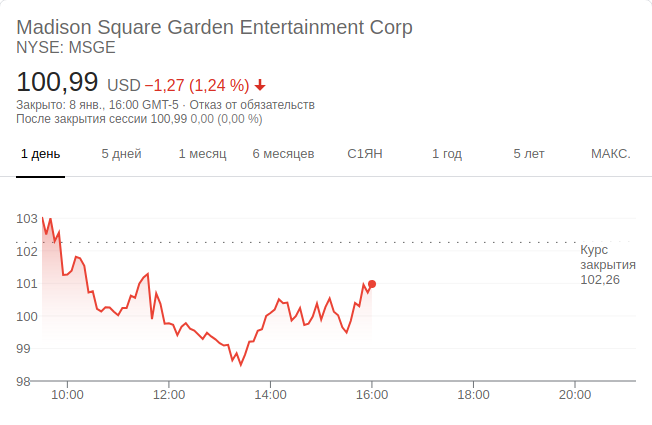 Madison Square Garden Entertainment Corp
NYSE: MSGE
100,99 USD −1,27 (1,24 %)
Закрыто: 8 янв., 16:00 GMT-5 · Отказ от обязательств
После закрытия сессии 100,99 0,00 (0,00 %)
1 день 5 дней 1 месяц 6 месяцев С1ЯН 1 год 5 лет МАКС.
103
102
Курс
закрытия
102,26
101
100
99
98
10:00 12:00 14:00 16:00 18:00 20:00